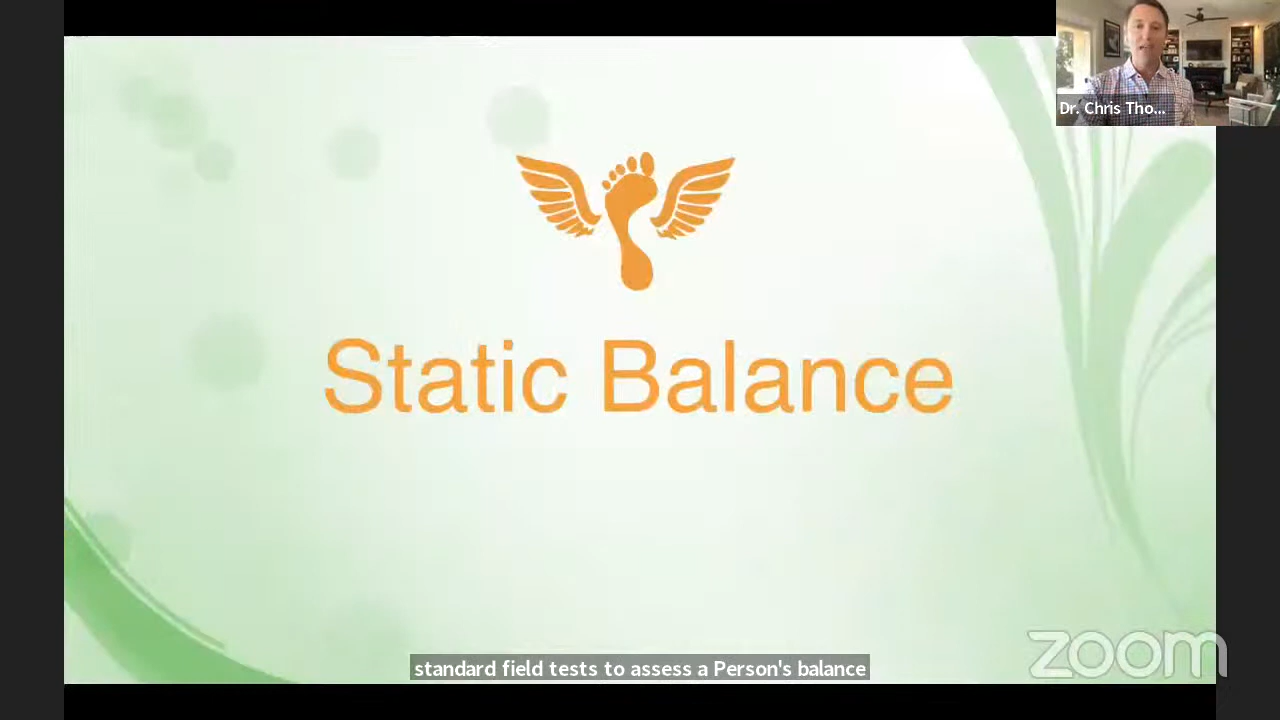 Dr. Chris Tho...
Static Balance
standard field tests to assess a Person's balance
zoom